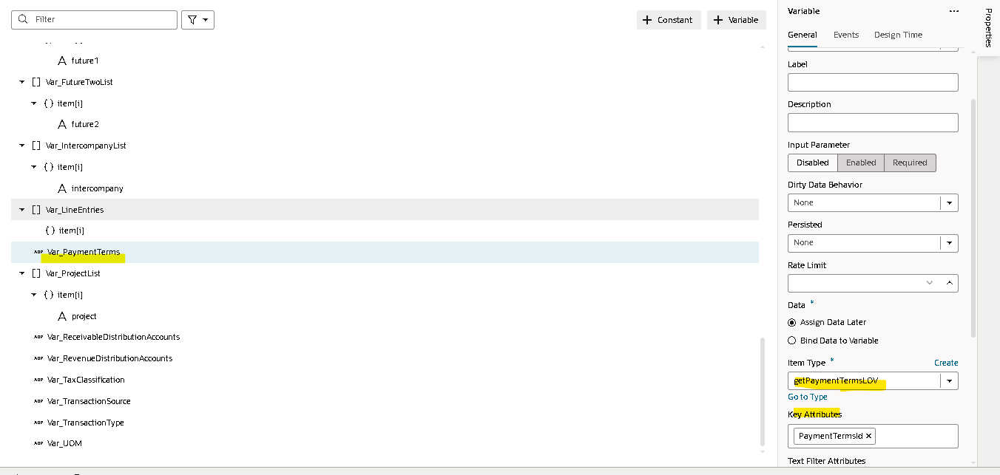 Filter
+ Constant
+ Variable
future1
[] Var_FutureTwoList
{ } item[i]
A future2
[] Var_IntercompanyList
{ } item[i]
A intercompany
[] Var_LineEntries
{ } item[i]
ADP Var_PaymentTerms
[] Var_ProjectList
{ } item[i]
A project
ADP Var_ReceivableDistributionAccounts
ADP Var_RevenueDistributionAccounts
ADP Var_TaxClassification
ADP Var_TransactionSource
ADP Var_TransactionType
ADP Var_UOM
Variable
...
General Events Design Time
Label
Description
Input Parameter
Disabled Enabled Required
Dirty Data Behavior
None
Persisted
None
Rate Limit
Data *
Assign Data Later
Bind Data to Variable
Item Type * Create
getPaymentTermsLOV
Go to Type
Key Attributes
PaymentTermsId ×
Text Filter Attributes
Properties